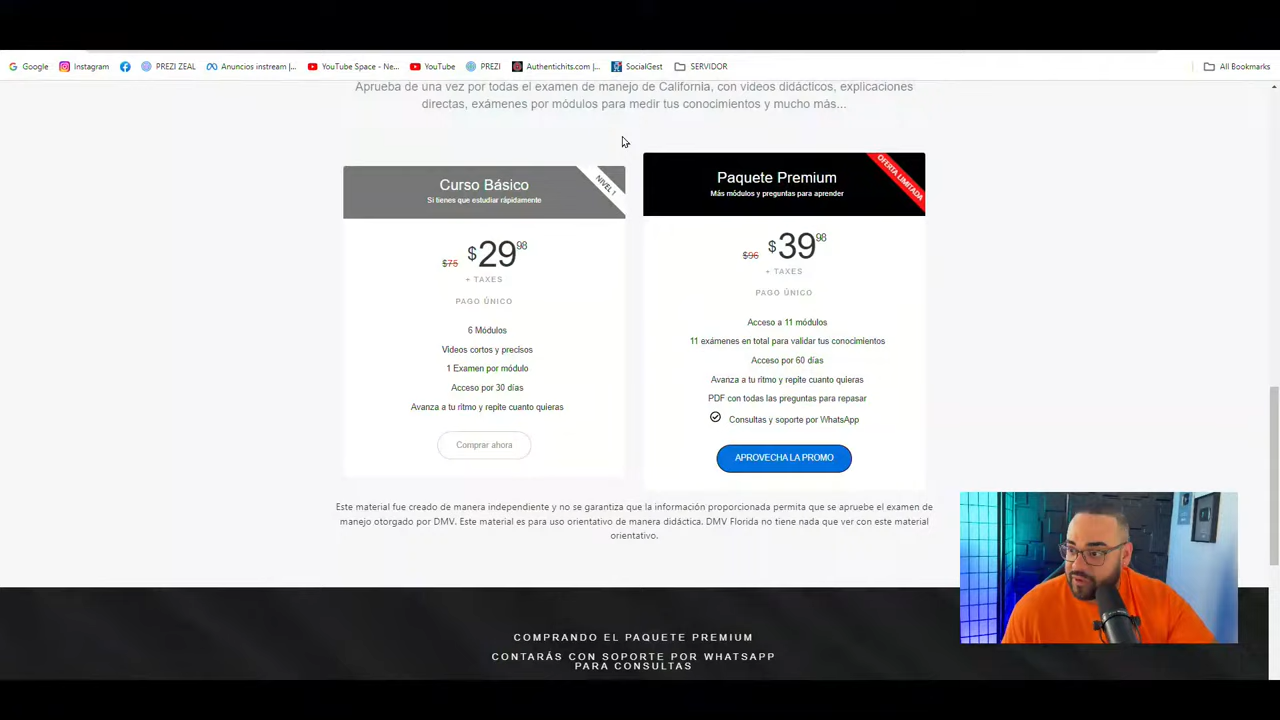 Google
Instagram
PREZI ZEAL
Anuncios instream |...
YouTube Space - Ne...
YouTube
PREZI
Authentichits.com |...
SocialGest
SERVIDOR
All Bookmarks
Aprueba de una vez por todas el examen de manejo de California, con videos didácticos, explicaciones
directas, exámenes por módulos para medir tus conocimientos y mucho más...
Curso Básico
Si tienes que estudiar rápidamente
NIVEL 1
$75 $29 98
+ TAXES
PAGO ÚNICO
6 Módulos
Videos cortos y precisos
1 Examen por módulo
Acceso por 30 días
Avanza a tu ritmo y repite cuanto quieras
Comprar ahora
Paquete Premium
Más módulos y preguntas para aprender
OFERTA LIMITADA
$96 $39 98
+ TAXES
PAGO ÚNICO
Acceso a 11 módulos
11 exámenes en total para validar tus conocimientos
Acceso por 60 días
Avanza a tu ritmo y repite cuanto quieras
PDF con todas las preguntas para repasar
Consultas y soporte por WhatsApp
APROVECHA LA PROMO
Este material fue creado de manera independiente y no se garantiza que la información proporcionada permita que se apruebe el examen de
manejo otorgado por DMV. Este material es para uso orientativo de manera didáctica. DMV Florida no tiene nada que ver con este material
orientativo.
COMPRANDO EL PAQUETE PREMIUM
CONTARÁS CON SOPORTE POR WHATSAPP
PARA CONSULTAS